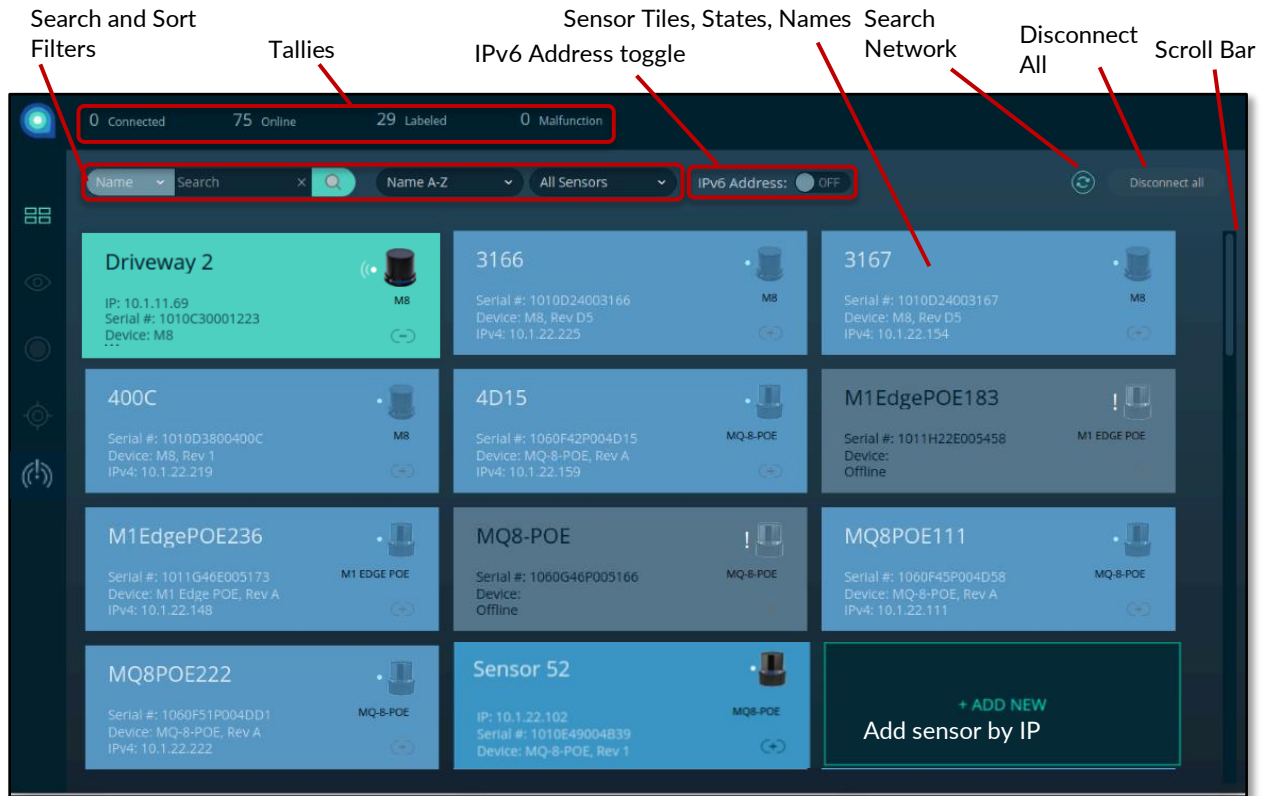 Search and Sort
Filters
Tallies
IPv6 Address toggle
Sensor Tiles, States, Names
Search
Network
Disconnect
All
Scroll Bar
0 Connected 75 Online 29 Labeled 0 Malfunction
Name Search × Name A-Z All Sensors IPv6 Address: OFF Disconnect all
Driveway 2
IP: 10.1.11.69
Serial #: 1010C30001223
Device: M8
M8
3166
Serial #: 1010D24003166
Device: M8, Rev D5
IPv4: 10.1.22.225
M8
3167
Serial #: 1010D24003167
Device: M8, Rev D5
IPv4: 10.1.22.154
M8
400C
Serial #: 1010D3800400C
Device: M8, Rev 1
IPv4: 10.1.22.219
M8
4D15
Serial #: 1060F42P004D15
Device: MQ-8-POE, Rev A
IPv4: 10.1.22.159
MQ-8-POE
M1EdgePOE183
Serial #: 1011H22E005458
Device:
Offline
!
M1 EDGE POE
M1EdgePOE236
Serial #: 1011G46E005173
Device: M1 Edge POE, Rev A
IPv4: 10.1.22.148
M1 EDGE POE
MQ8-POE
Serial #: 1060G46P005166
Device:
Offline
!
MQ-8-POE
MQ8POE111
Serial #: 1060F45P004D58
Device: MQ-8-POE, Rev A
IPv4: 10.1.22.111
MQ-8-POE
MQ8POE222
Serial #: 1060F51P004DD1
Device: MQ-8-POE, Rev A
IPv4: 10.1.22.222
MQ-8-POE
Sensor 52
IP: 10.1.22.102
Serial #: 1010E49004B39
Device: MQ-8-POE, Rev 1
MQ8-POE
+ ADD NEW
Add sensor by IP